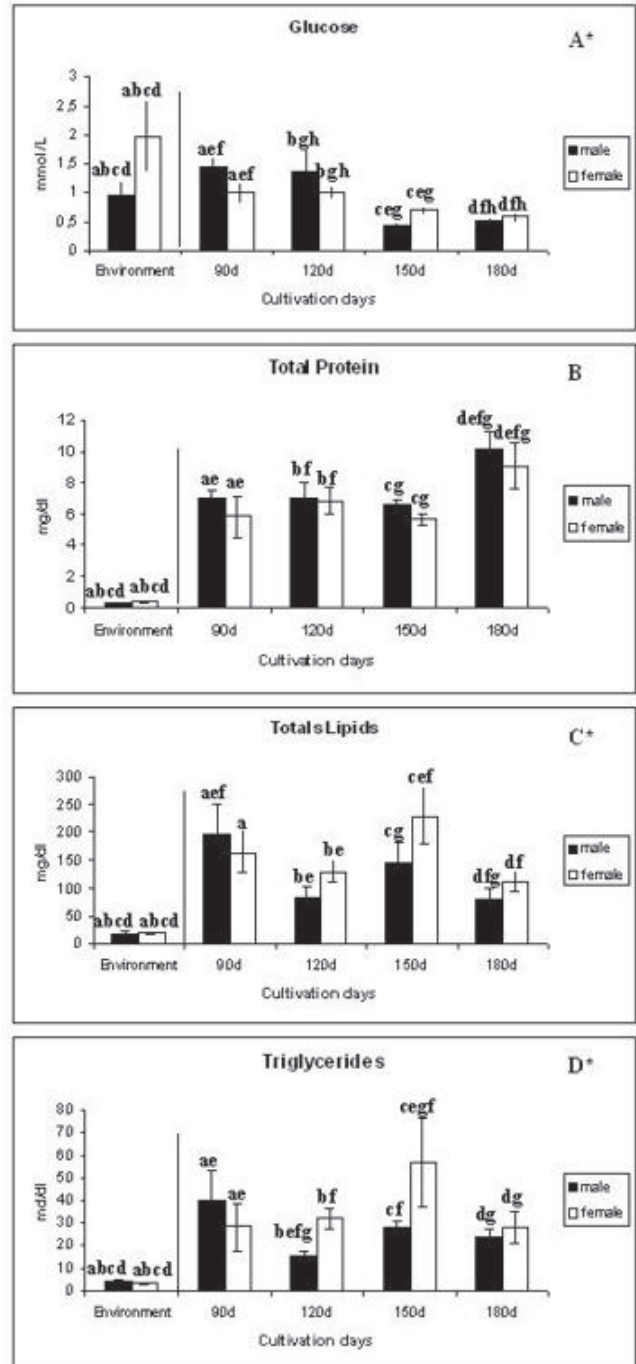 Glucose
A*
3
2,5
2
1,5
1
0,5
0
mmol/L
abcd
abcd
aef
aef
bgh
bgh
ceg
ceg
dfh
dfh
male
female
Environment
90d
120d
150d
180d
Cultivation days
Total Protein
B
12
10
8
6
4
2
0
mg/dl
abcd
abcd
ae
ae
bf
bf
cg
cg
defg
defg
male
female
Environment
90d
120d
150d
180d
Cultivation days
Totals Lipids
C*
300
250
200
150
100
50
0
mg/dl
abcd
abcd
aef
a
be
be
cg
cef
dfg
df
male
female
Environment
90d
120d
150d
180d
Cultivation days
Triglycerides
D*
80
70
60
50
40
30
20
10
0
md/dl
abcd
abcd
ae
ae
befg
bf
cf
cegf
dg
dg
male
female
Environment
90d
120d
150d
180d
Cultivation days